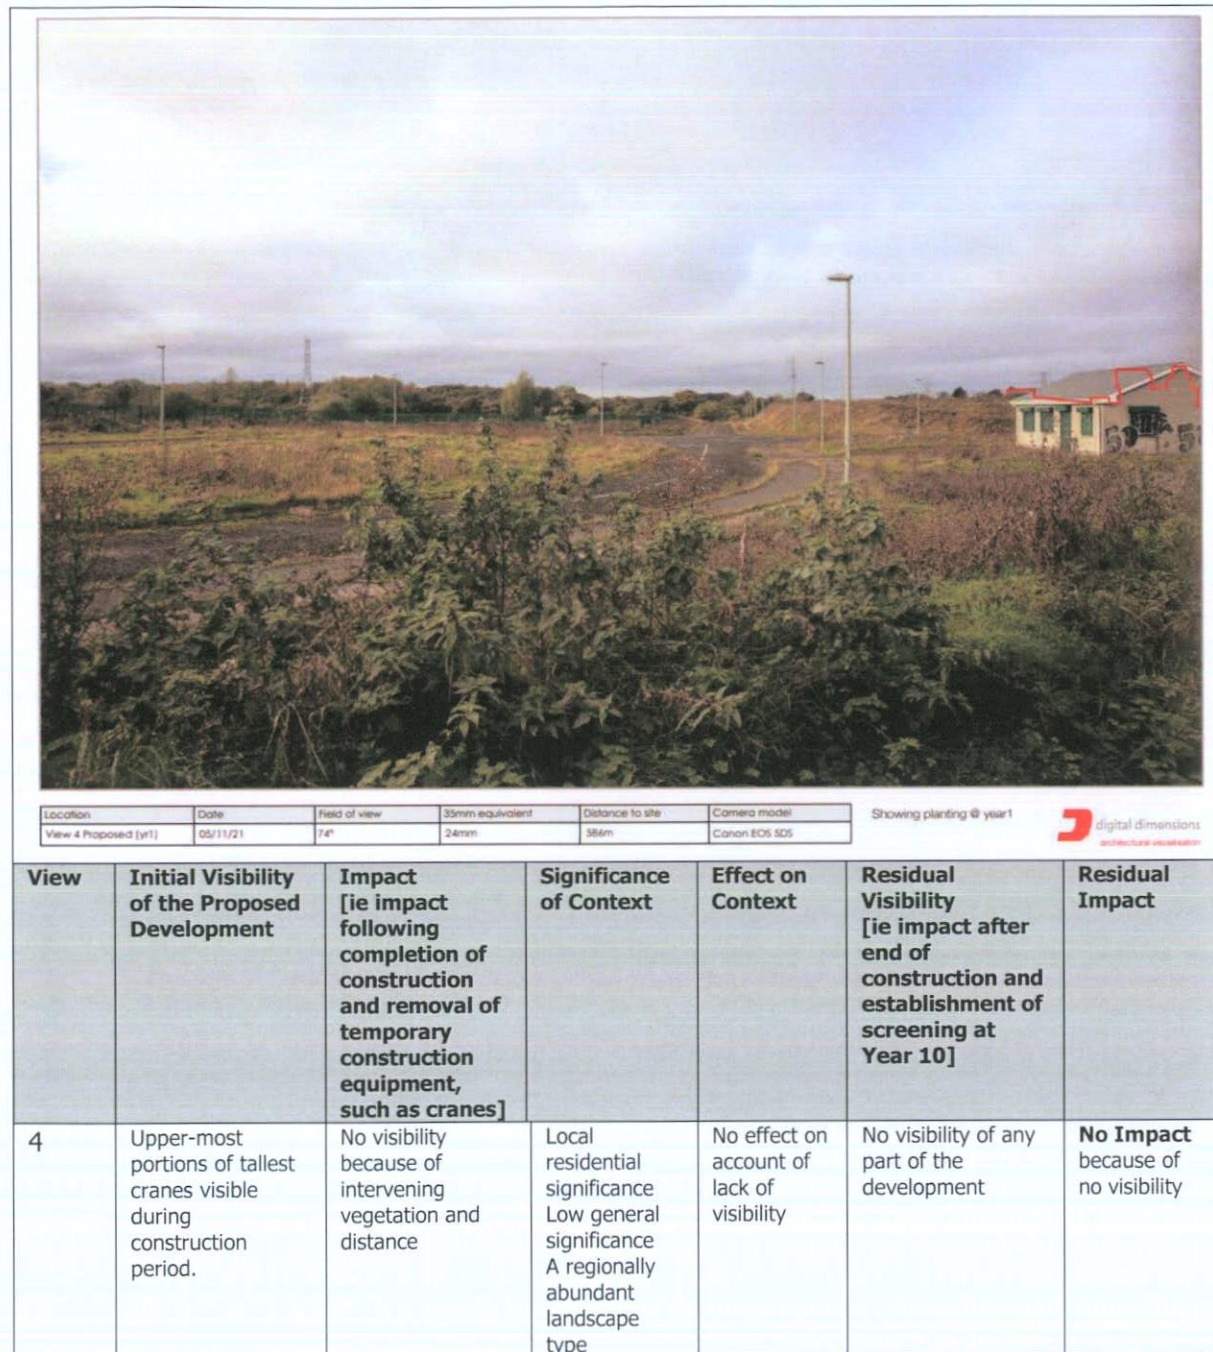 Location Date Field of view 35mm equivalent Distance to site Camera model
View 4 Proposed (yr1) 05/11/21 74° 24mm 586m Canon EOS 5DS
Showing planting @ year1
digital dimensions
architectural visualisation
View
Initial Visibility
of the Proposed
Development
Impact
[ie impact
following
completion of
construction
and removal of
temporary
construction
equipment,
such as cranes]
Significance
of Context
Effect on
Context
Residual
Visibility
[ie impact after
end of
construction and
establishment of
screening at
Year 10]
Residual
Impact
4
Upper-most
portions of tallest
cranes visible
during
construction
period.
No visibility
because of
intervening
vegetation and
distance
Local
residential
significance
Low general
significance
A regionally
abundant
landscape
type
No effect on
account of
lack of
visibility
No visibility of any
part of the
development
No Impact
because of
no visibility